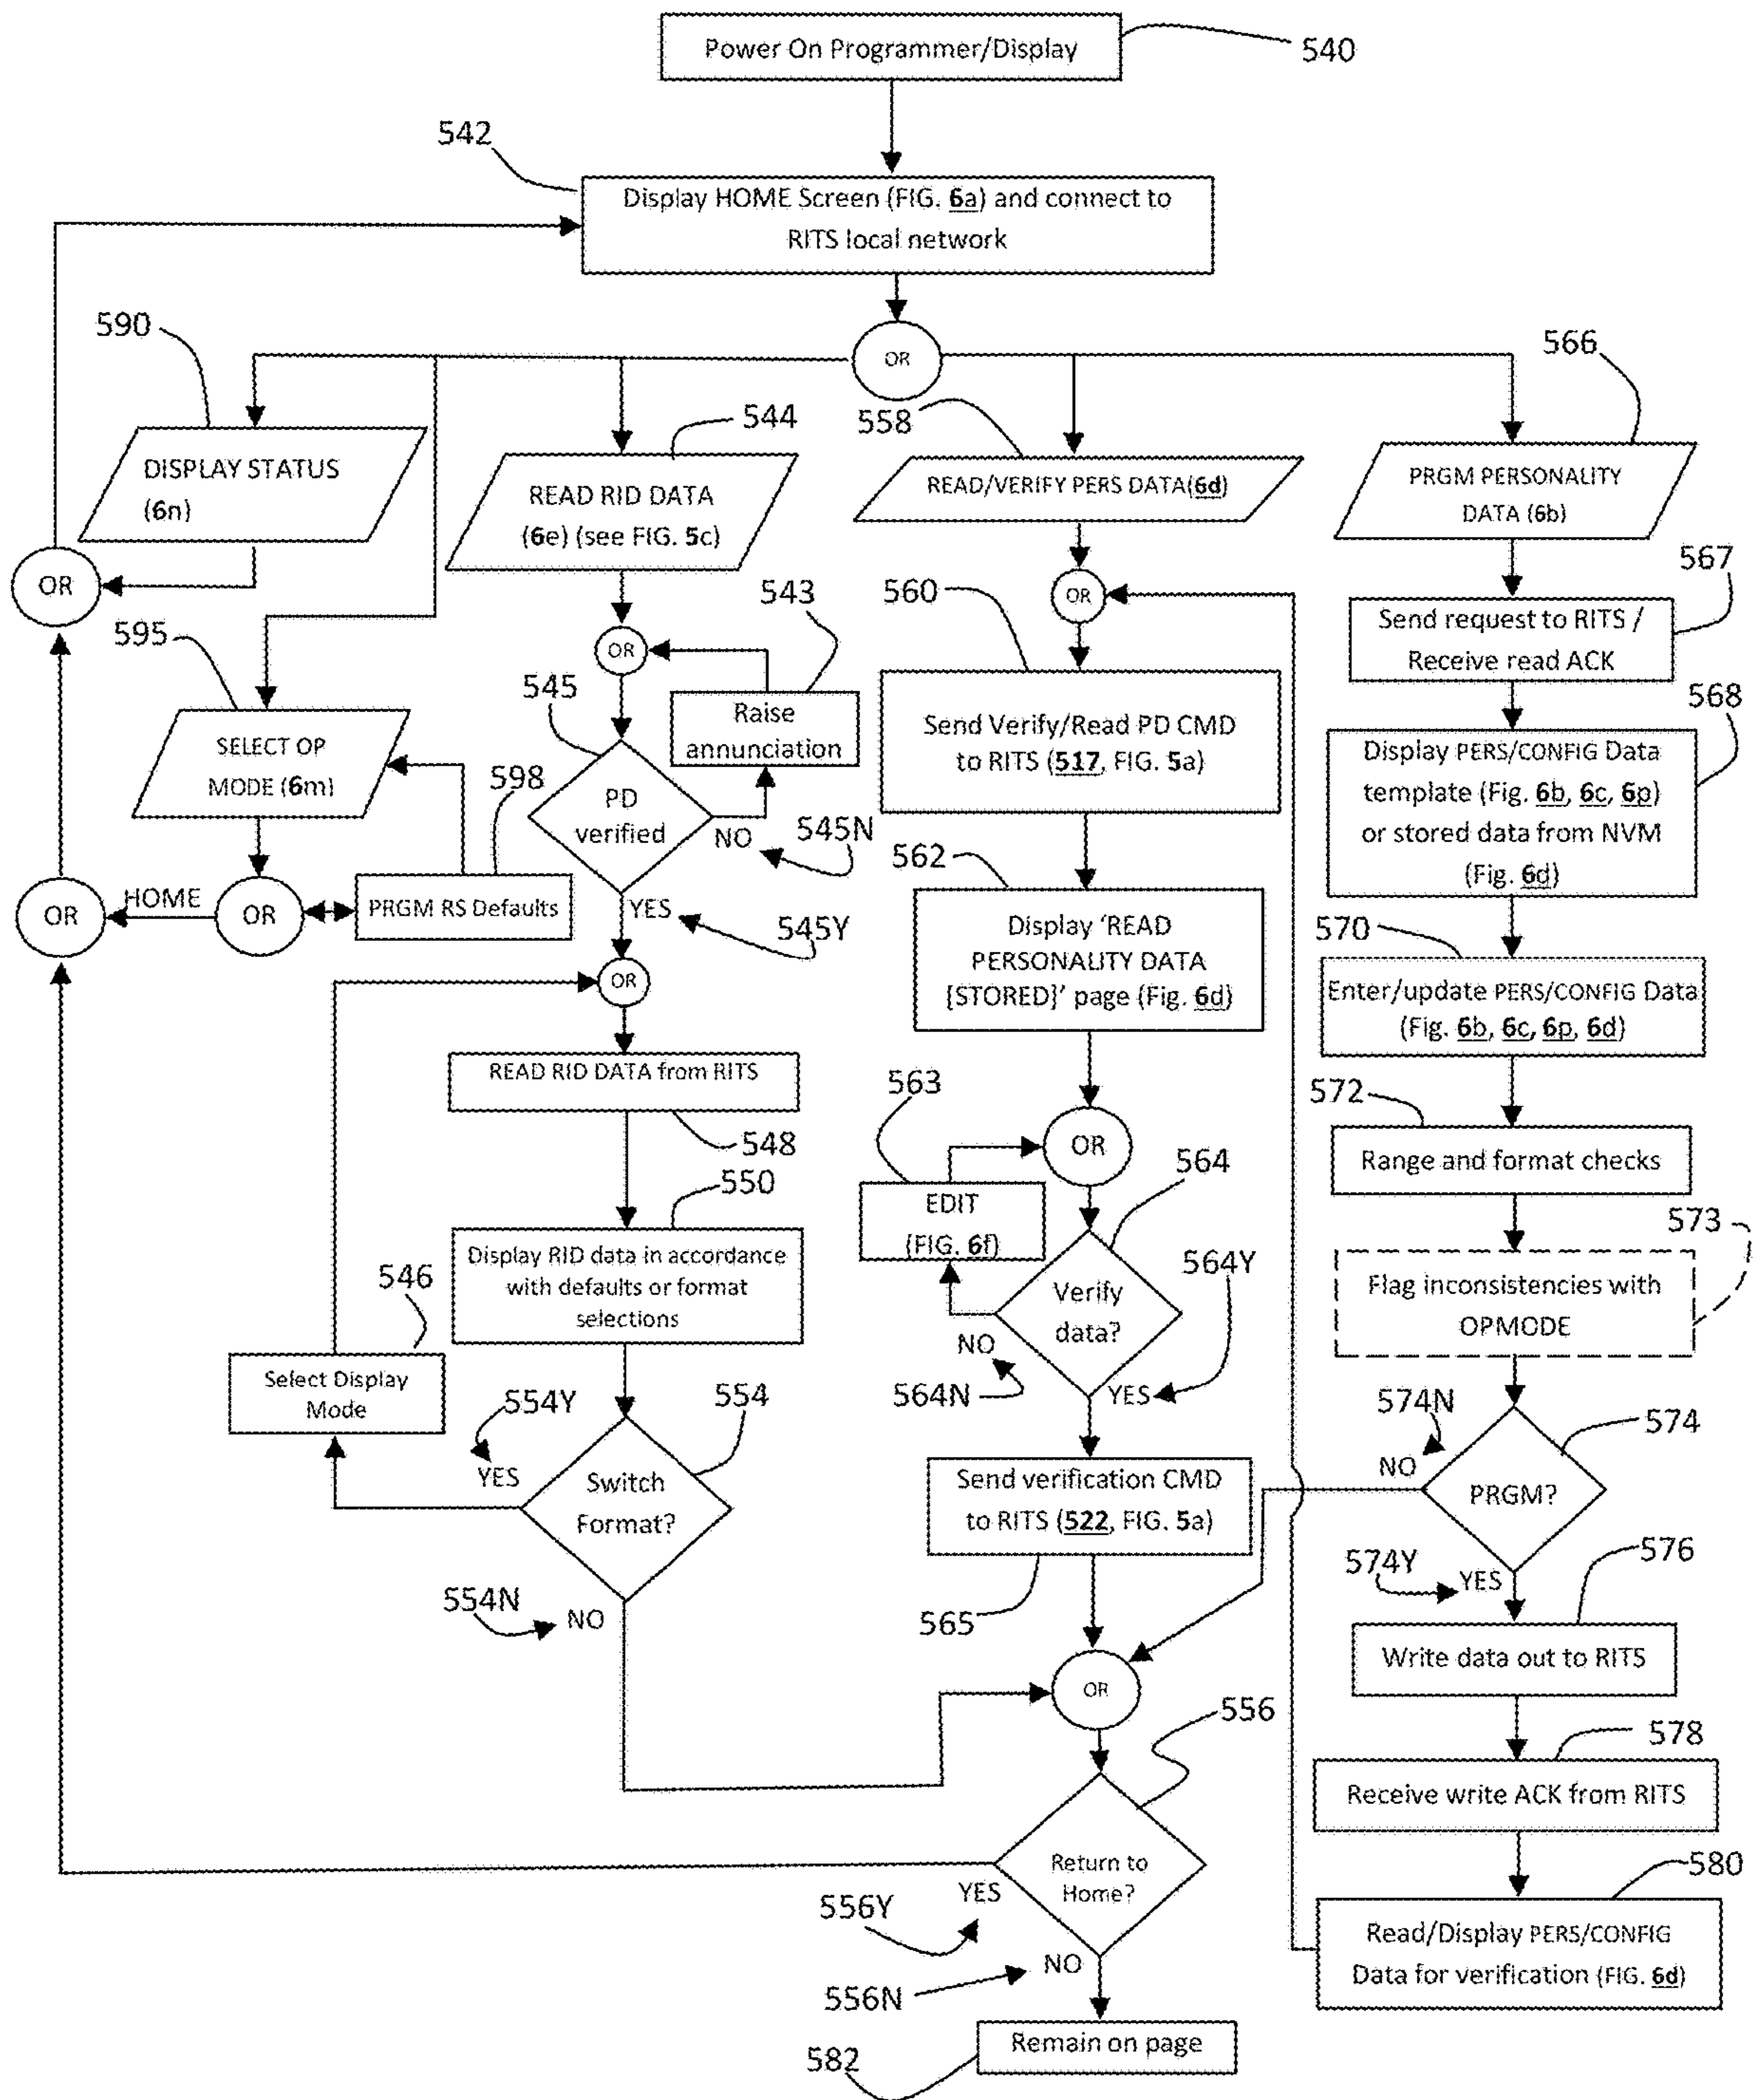 Power On Programmer/Display
540
542
Display HOME Screen (FIG. 6a) and connect to
RITS local network
OR
590
DISPLAY STATUS
(6n)
OR
544
READ RID DATA
(6e) (see FIG. 5c)
558
READ/VERIFY PERS DATA(6d)
566
PRGM PERSONALITY
DATA (6b)
567
Send request to RITS /
Receive read ACK
595
SELECT OP
MODE (6m)
598
PRGM RS Defaults
OR
HOME
OR
OR
543
Raise
annunciation
545
PD
verified
NO
545N
YES
545Y
OR
READ RID DATA from RITS
548
550
Display RID data in accordance
with defaults or format
selections
546
Select Display
Mode
554Y
YES
554
Switch
Format?
554N
NO
OR
560
Send Verify/Read PD CMD
to RITS (517, FIG. 5a)
562
Display ‘READ
PERSONALITY DATA
[STORED]’ page (Fig. 6d)
563
EDIT
(FIG. 6f)
OR
564
Verify
data?
NO
564N
564Y
YES
Send verification CMD
to RITS (522, FIG. 5a)
565
OR
556
Return to
Home?
YES
556Y
NO
556N
Remain on page
582
568
Display PERS/CONFIG Data
template (Fig. 6b, 6c, 6p)
or stored data from NVM
(Fig. 6d)
570
Enter/update PERS/CONFIG Data
(Fig. 6b, 6c, 6p, 6d)
572
Range and format checks
573
Flag inconsistencies with
OPMODE
574N
NO
574
PRGM?
574Y
YES
576
Write data out to RITS
578
Receive write ACK from RITS
580
Read/Display PERS/CONFIG
Data for verification (FIG. 6d)